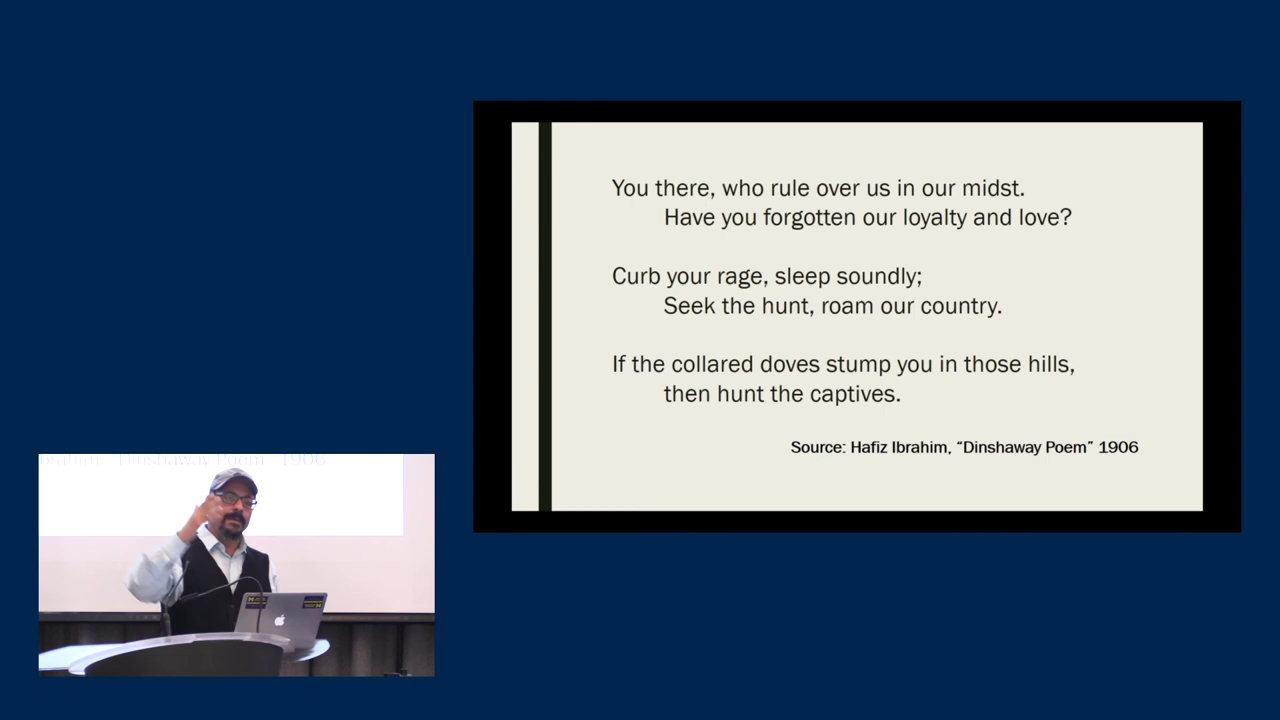 You there, who rule over us in our midst.
Have you forgotten our loyalty and love?
Curb your rage, sleep soundly;
Seek the hunt, roam our country.
If the collared doves stump you in those hills,
then hunt the captives.
Source: Hafiz Ibrahim, “Dinshaway Poem” 1906
Ibrahim, “Dinshaway Poem” 1906